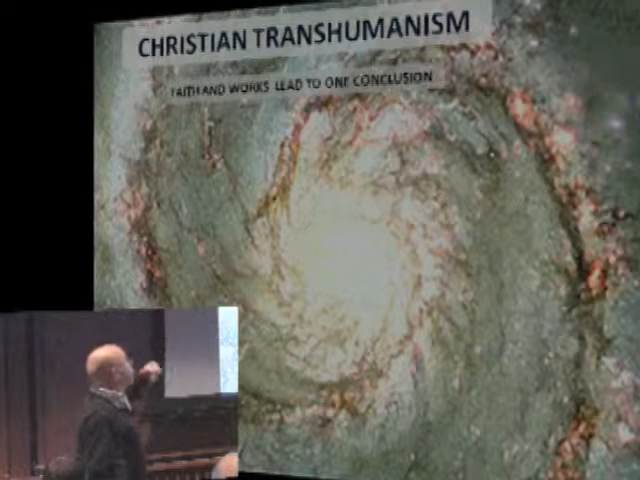 CHRISTIAN TRANSHUMANISM
FAITH AND WORKS LEAD TO ONE CONCLUSION